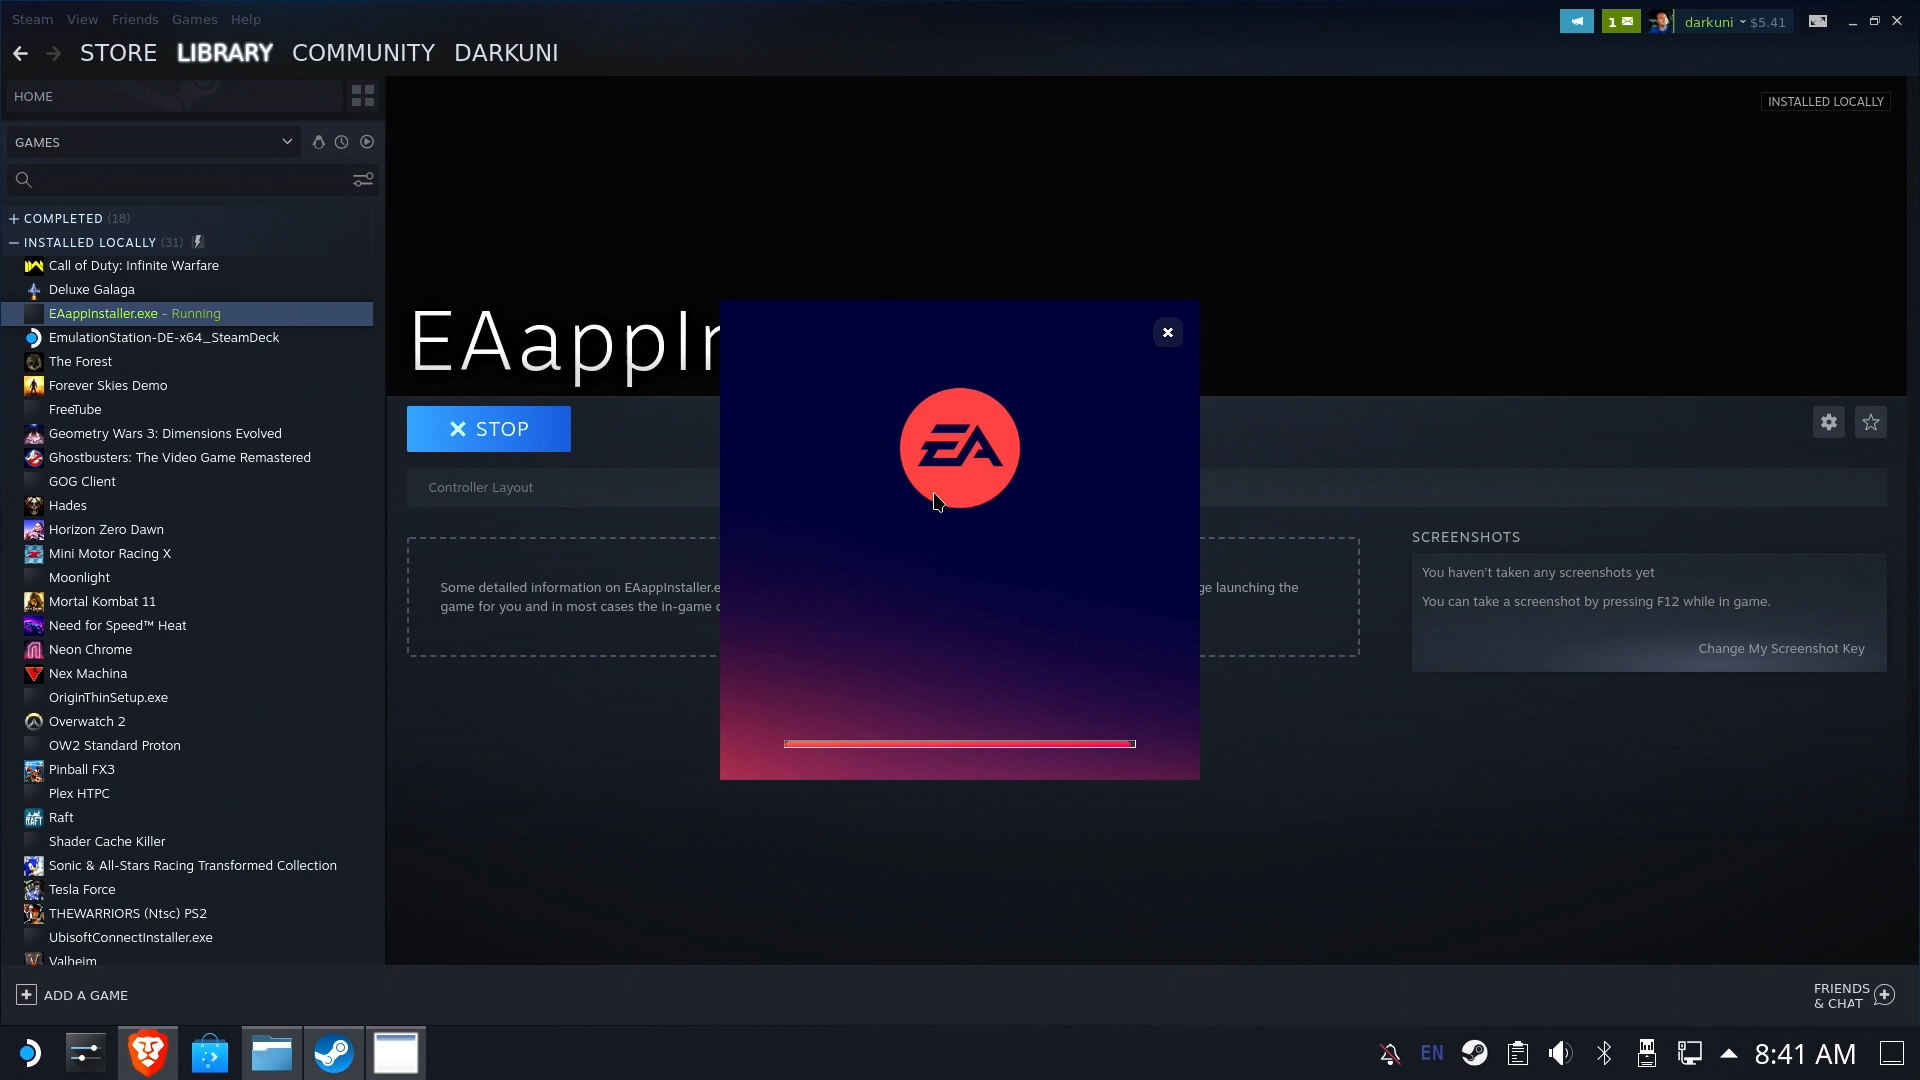 Steam View Friends Games Help
1
darkuni $5.41
STORE LIBRARY COMMUNITY DARKUNI
HOME
INSTALLED LOCALLY
GAMES
COMPLETED (18)
INSTALLED LOCALLY (31)
Call of Duty: Infinite Warfare
Deluxe Galaga
EAappInstaller.exe - Running
EmulationStation-DE-x64_SteamDeck
The Forest
Forever Skies Demo
FreeTube
Geometry Wars 3: Dimensions Evolved
Ghostbusters: The Video Game Remastered
GOG Client
Hades
Horizon Zero Dawn
Mini Motor Racing X
Moonlight
Mortal Kombat 11
Need for Speed™ Heat
Neon Chrome
Nex Machina
OriginThinSetup.exe
Overwatch 2
OW2 Standard Proton
Pinball FX3
Plex HTPC
Raft
Shader Cache Killer
Sonic & All-Stars Racing Transformed Collection
Tesla Force
THEWARRIORS (Ntsc) PS2
UbisoftConnectInstaller.exe
Valheim
EAappIn
EA
STOP
Controller Layout
Some detailed information on EAappInstaller.e
ge launching the
game for you and in most cases the in-game
SCREENSHOTS
You haven't taken any screenshots yet
You can take a screenshot by pressing F12 while in game.
Change My Screenshot Key
ADD A GAME
FRIENDS
& CHAT
EN
8:41 AM